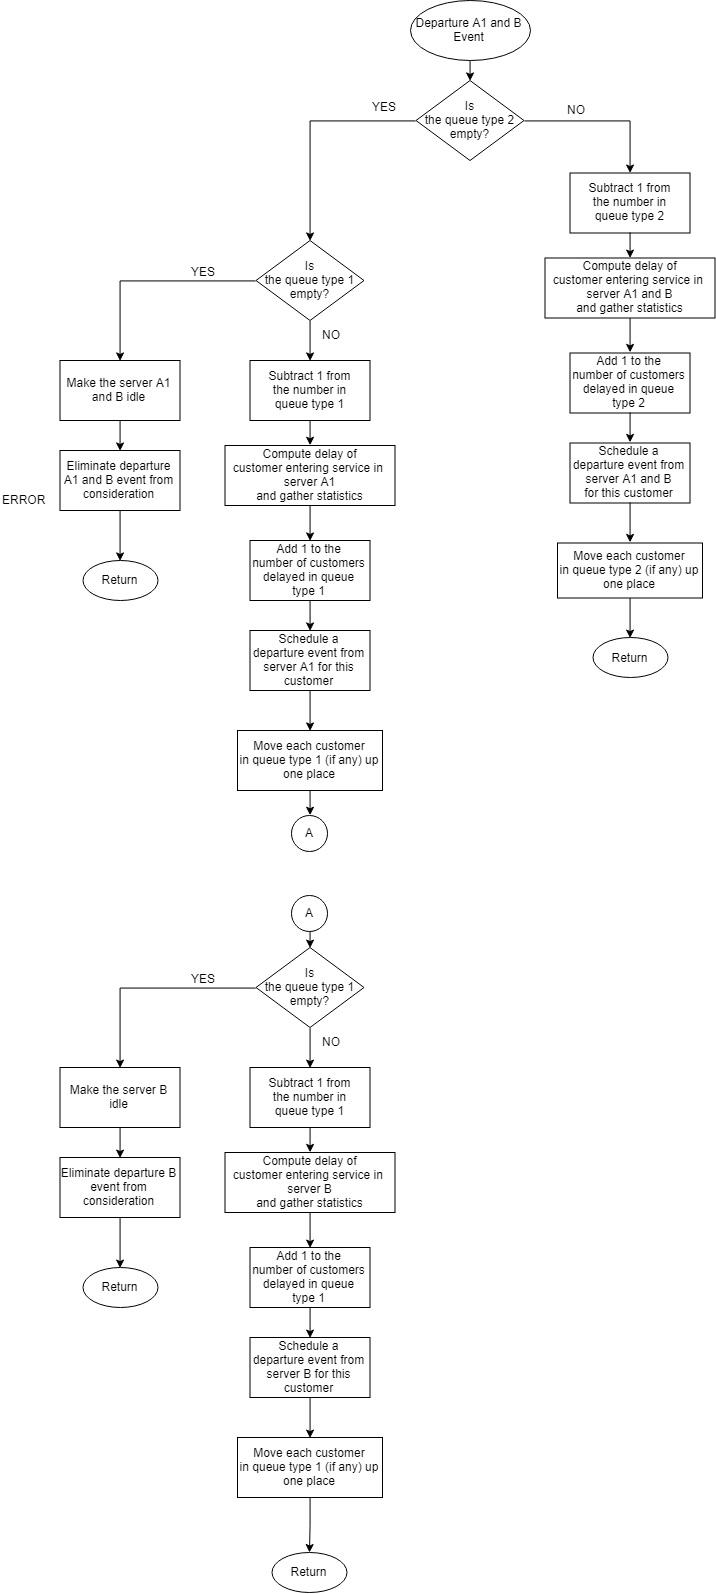 Departure A1 and B
Event
Is
the queue type 2
empty?
YES
NO
Subtract 1 from
the number in
queue type 2
Compute delay of
customer entering service in
server A1 and B
and gather statistics
Add 1 to the
number of customers
delayed in queue
type 2
Schedule a
departure event from
server A1 and B
for this customer
Move each customer
in queue type 2 (if any) up
one place
Return
Is
the queue type 1
empty?
YES
NO
Make the server A1
and B idle
Eliminate departure
A1 and B event from
consideration
ERROR
Return
Subtract 1 from
the number in
queue type 1
Compute delay of
customer entering service in
server A1
and gather statistics
Add 1 to the
number of customers
delayed in queue
type 1
Schedule a
departure event from
server A1 for this
customer
Move each customer
in queue type 1 (if any) up
one place
A
A
Is
the queue type 1
empty?
YES
NO
Make the server B
idle
Eliminate departure B
event from
consideration
Return
Subtract 1 from
the number in
queue type 1
Compute delay of
customer entering service in
server B
and gather statistics
Add 1 to the
number of customers
delayed in queue
type 1
Schedule a
departure event from
server B for this
customer
Move each customer
in queue type 1 (if any) up
one place
Return